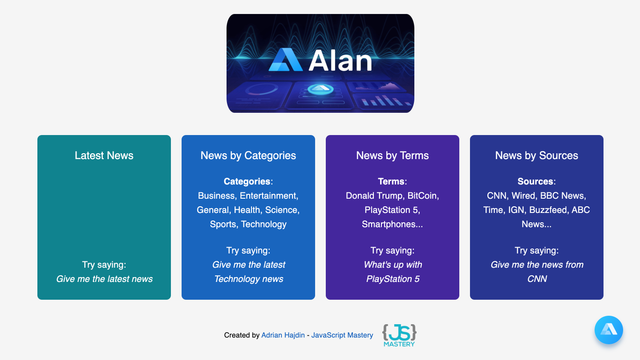 Alan
Latest News
Try saying:
Give me the latest news
News by Categories
Categories:
Business, Entertainment,
General, Health, Science,
Sports, Technology
Try saying:
Give me the latest
Technology news
News by Terms
Terms:
Donald Trump, BitCoin,
PlayStation 5,
Smartphones...
Try saying:
What's up with
PlayStation 5
News by Sources
Sources:
CNN, Wired, BBC News,
Time, IGN, Buzzfeed, ABC
News...
Try saying:
Give me the news from
CNN
Created by Adrian Hajdin - JavaScript Mastery
{JS}
MASTERY